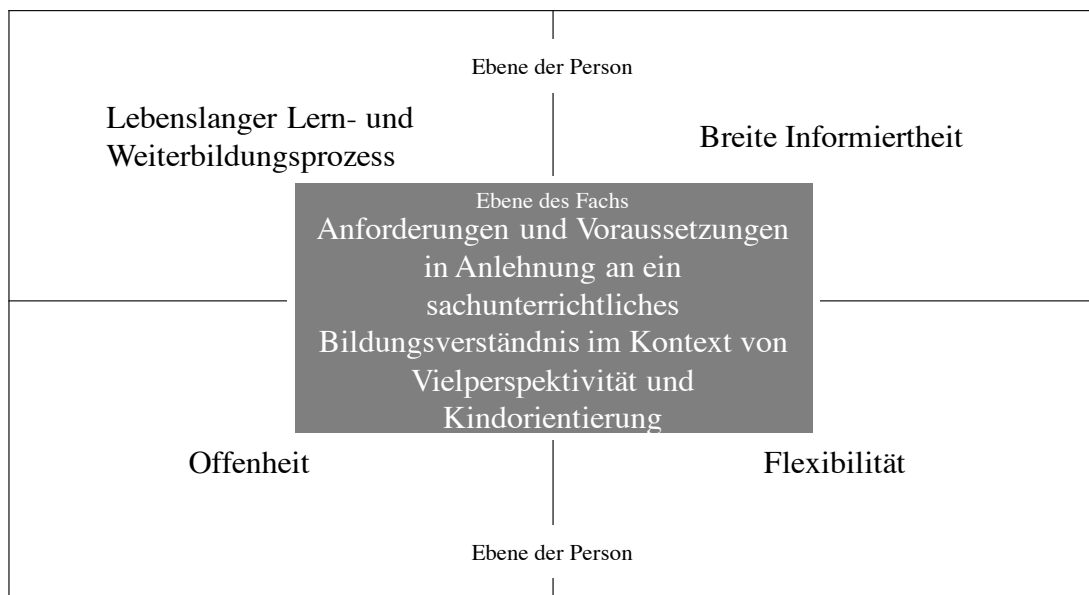 Ebene der Person
Lebenslanger Lern- und
Weiterbildungsprozess
Breite Informiertheit
Ebene des Fachs
Anforderungen und Voraussetzungen
in Anlehnung an ein
sachunterrichtliches
Bildungsverständnis im Kontext von
Vielperspektivität und
Kindorientierung
Offenheit
Flexibilität
Ebene der Person